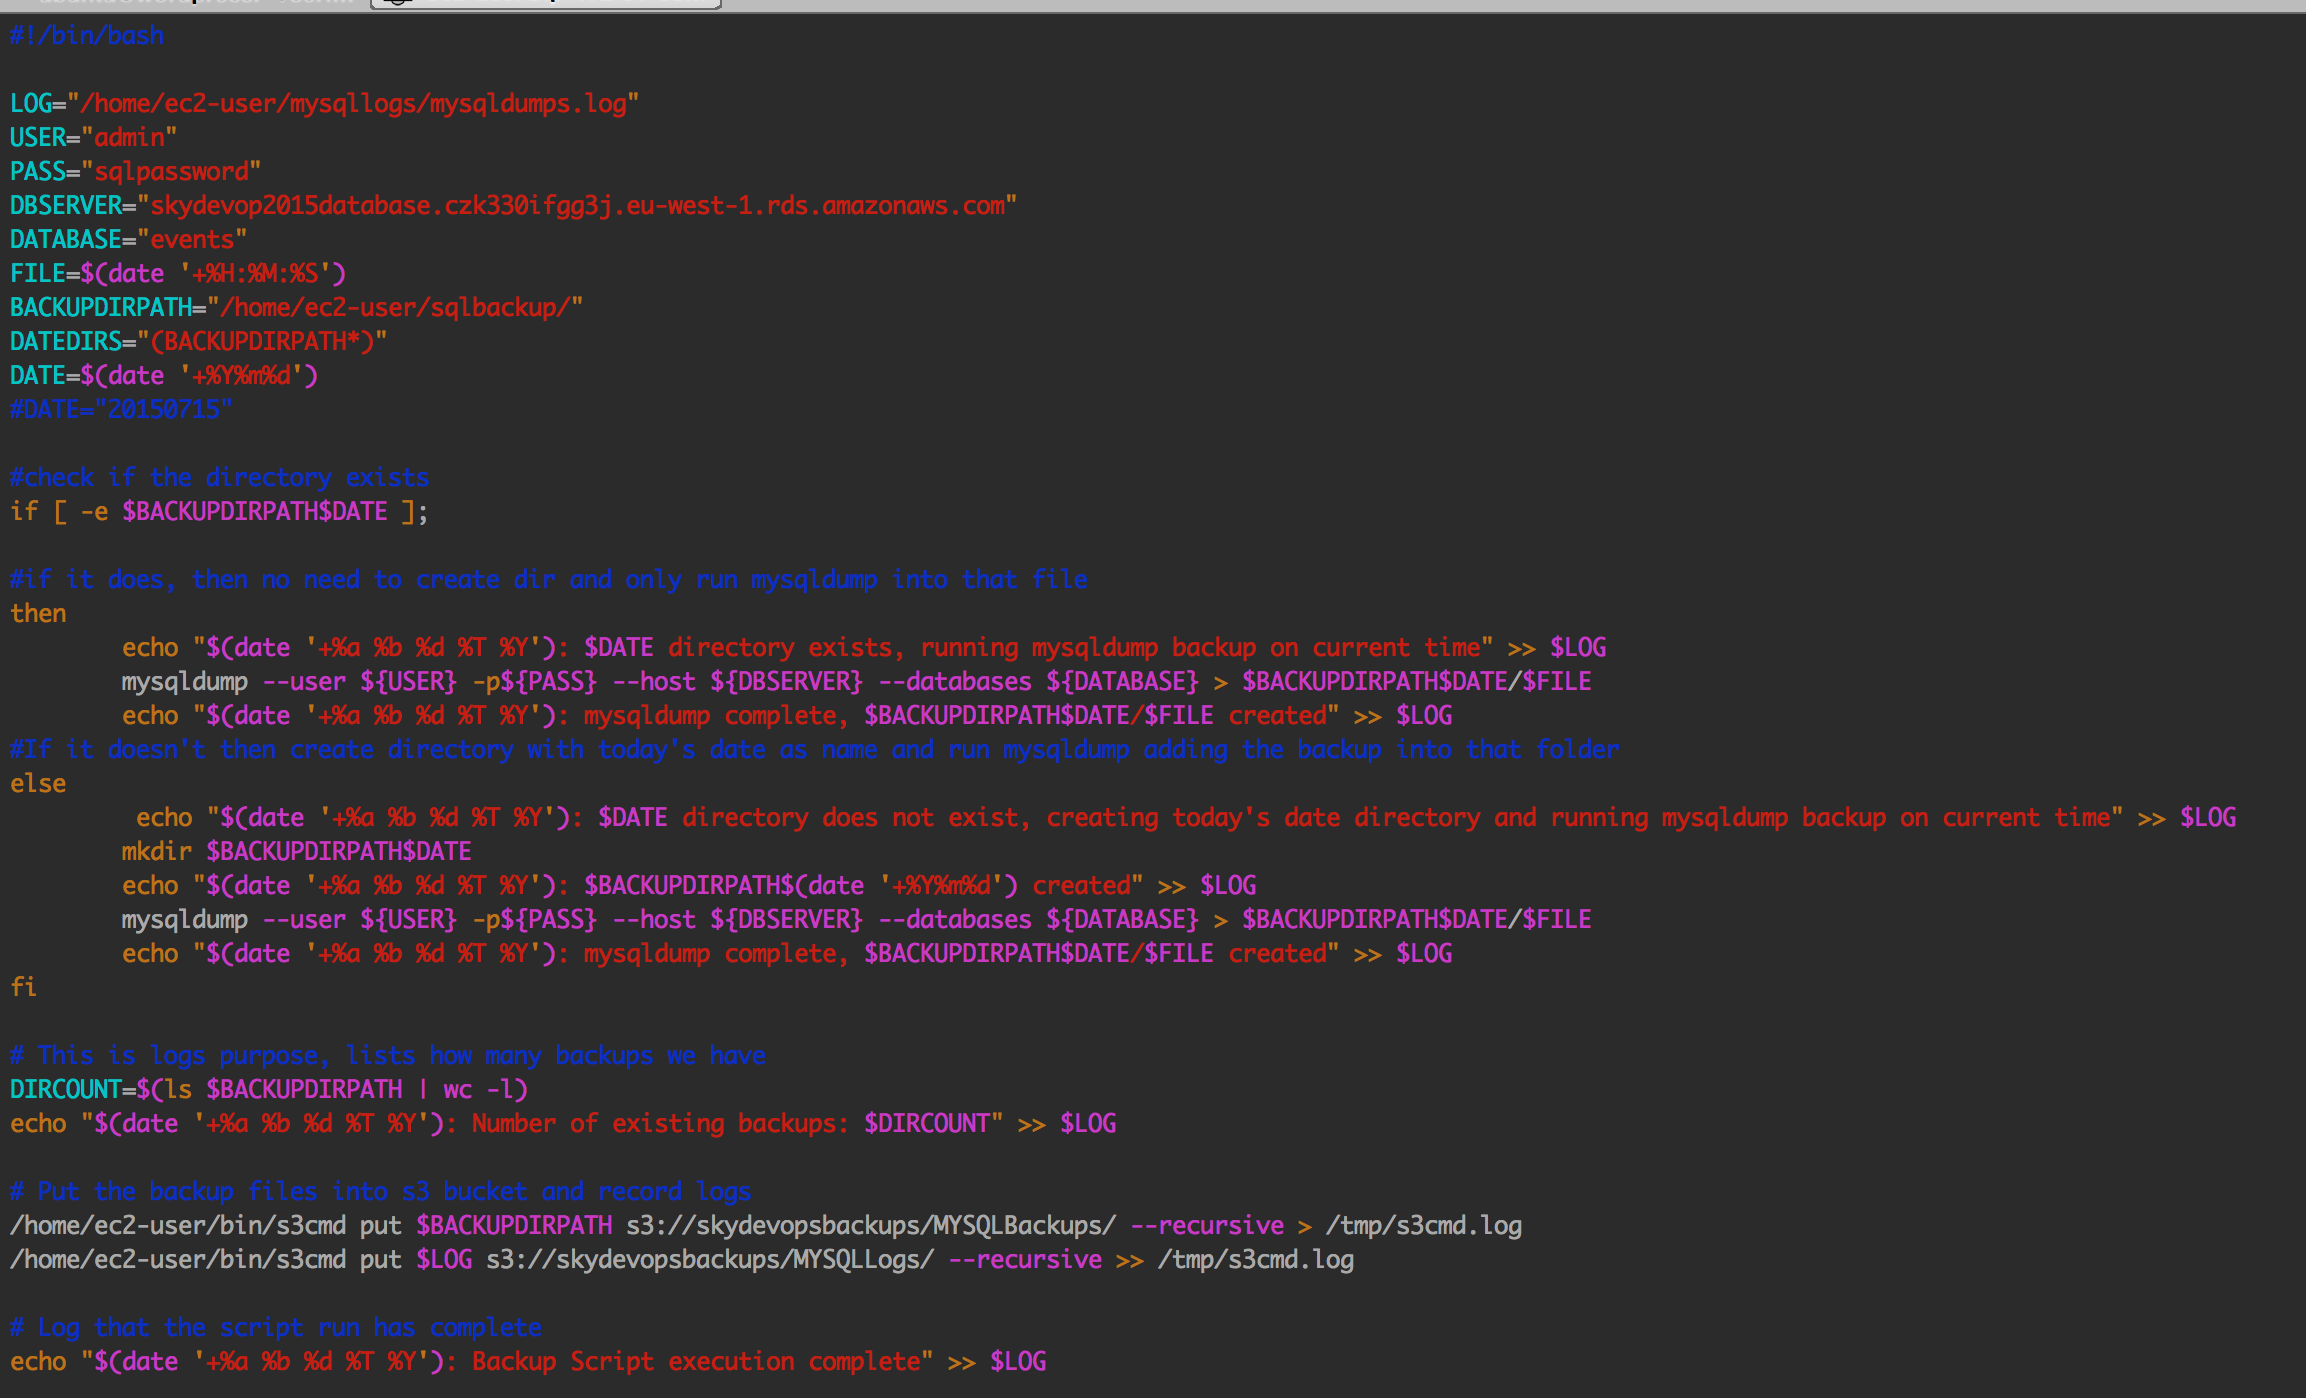 #!/bin/bash
LOG="/home/ec2-user/mysqllogs/mysqldumps.log"
USER="admin"
PASS="sqlpassword"
DBSERVER="skydevop2015database.czk330ifgg3j.eu-west-1.rds.amazonaws.com"
DATABASE="events"
FILE=$(date '+%H:%M:%S')
BACKUPDIRPATH="/home/ec2-user/sqlbackup/"
DATEDIRS="(BACKUPDIRPATH*)"
DATE=$(date '+%Y%m%d')
#DATE="20150715"
#check if the directory exists
if [ -e $BACKUPDIRPATH$DATE ];
#if it does, then no need to create dir and only run mysqldump into that file
then
echo "$(date '+%a %b %d %T %Y'): $DATE directory exists, running mysqldump backup on current time" >> $LOG
mysqldump --user ${USER} -p${PASS} --host ${DBSERVER} --databases ${DATABASE} > $BACKUPDIRPATH$DATE/$FILE
echo "$(date '+%a %b %d %T %Y'): mysqldump complete, $BACKUPDIRPATH$DATE/$FILE created" >> $LOG
#If it doesn't then create directory with today's date as name and run mysqldump adding the backup into that folder
else
echo "$(date '+%a %b %d %T %Y'): $DATE directory does not exist, creating today's date directory and running mysqldump backup on current time" >> $LOG
mkdir $BACKUPDIRPATH$DATE
echo "$(date '+%a %b %d %T %Y'): $BACKUPDIRPATH$(date '+%Y%m%d') created" >> $LOG
mysqldump --user ${USER} -p${PASS} --host ${DBSERVER} --databases ${DATABASE} > $BACKUPDIRPATH$DATE/$FILE
echo "$(date '+%a %b %d %T %Y'): mysqldump complete, $BACKUPDIRPATH$DATE/$FILE created" >> $LOG
fi
# This is logs purpose, lists how many backups we have
DIRCOUNT=$(ls $BACKUPDIRPATH | wc -l)
echo "$(date '+%a %b %d %T %Y'): Number of existing backups: $DIRCOUNT" >> $LOG
# Put the backup files into s3 bucket and record logs
/home/ec2-user/bin/s3cmd put $BACKUPDIRPATH s3://skydevopsbackups/MYSQLBackups/ --recursive > /tmp/s3cmd.log
/home/ec2-user/bin/s3cmd put $LOG s3://skydevopsbackups/MYSQLLogs/ --recursive >> /tmp/s3cmd.log
# Log that the script run has complete
echo "$(date '+%a %b %d %T %Y'): Backup Script execution complete" >> $LOG